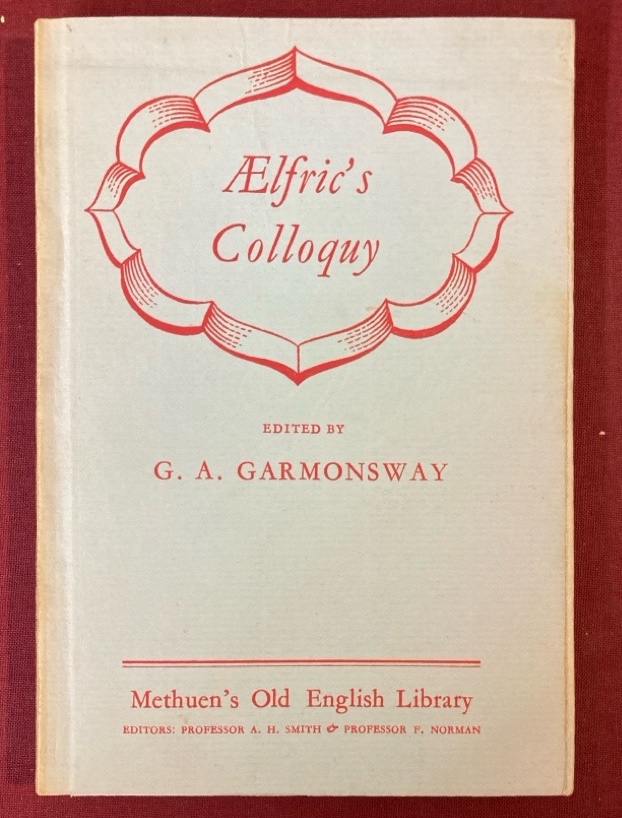 Ælfric's
Colloquy
EDITED BY
G. A. GARMONSWAY
Methuen's Old English Library
EDITORS: PROFESSOR A. H. SMITH & PROFESSOR F. NORMAN